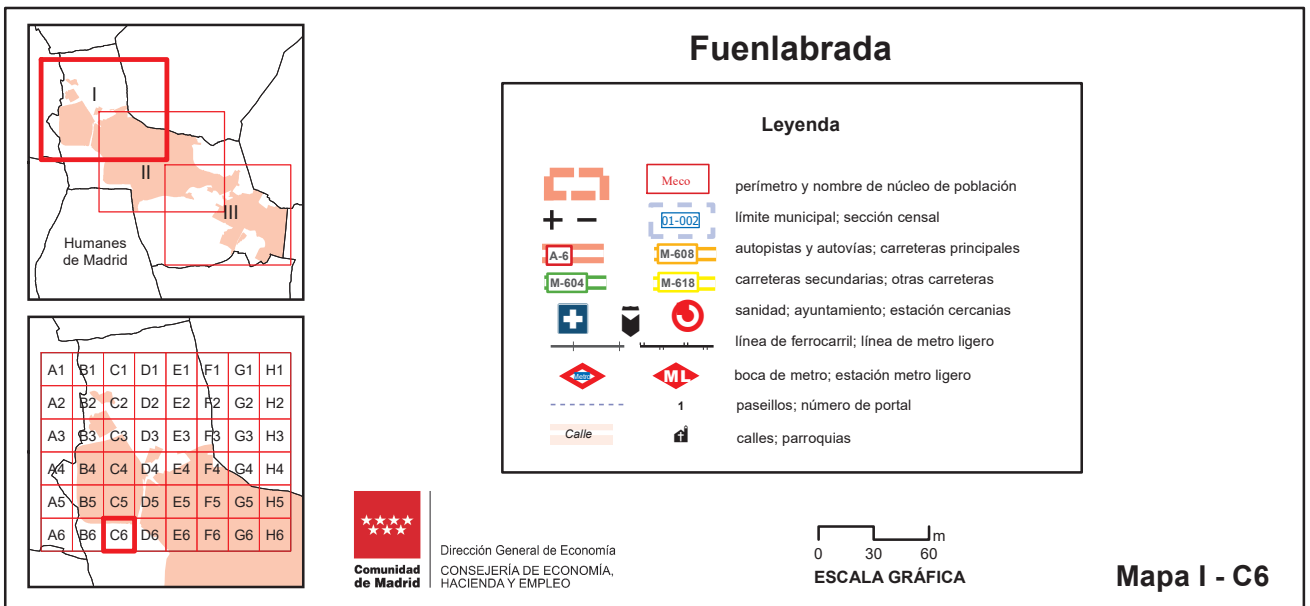 Fuenlabrada
I
II
III
Humanes
de Madrid
Leyenda
Meco
perímetro y nombre de núcleo de población
01-002
límite municipal; sección censal
A-6
M-608
autopistas y autovías; carreteras principales
M-604
M-618
carreteras secundarias; otras carreteras
sanidad; ayuntamiento; estación cercanias
línea de ferrocarril; línea de metro ligero
Metro
ML
boca de metro; estación metro ligero
1
paseillos; número de portal
Calle
calles; parroquias
A1 B1 C1 D1 E1 F1 G1 H1
A2 B2 C2 D2 E2 F2 G2 H2
A3 B3 C3 D3 E3 F3 G3 H3
A4 B4 C4 D4 E4 F4 G4 H4
A5 B5 C5 D5 E5 F5 G5 H5
A6 B6 C6 D6 E6 F6 G6 H6
Comunidad
de Madrid
Dirección General de Economía
CONSEJERÍA DE ECONOMÍA,
HACIENDA Y EMPLEO
m
0 30 60
ESCALA GRÁFICA
Mapa I - C6